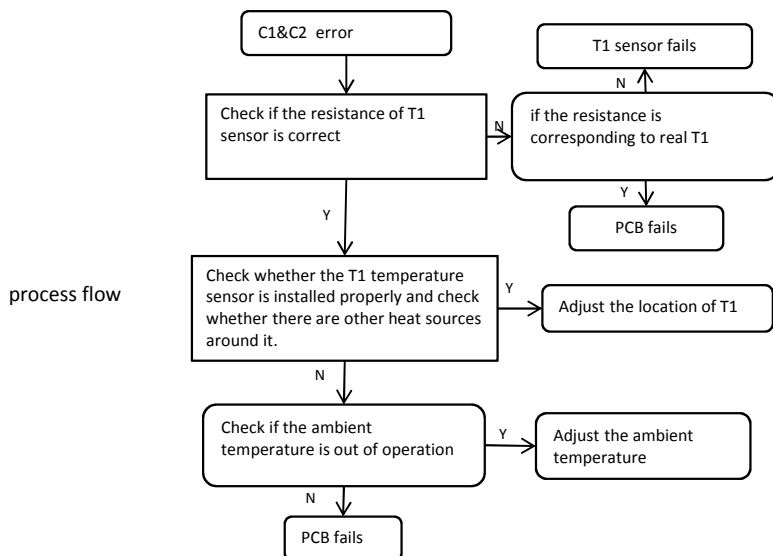 C1&C2 error
T1 sensor fails
N
Check if the resistance of T1
sensor is correct
N
if the resistance is
corresponding to real T1
Y
Y
PCB fails
process flow
Check whether the T1 temperature
sensor is installed properly and check
whether there are other heat sources
around it.
Y
Adjust the location of T1
N
Check if the ambient
temperature is out of operation
Y
Adjust the ambient
temperature
N
PCB fails